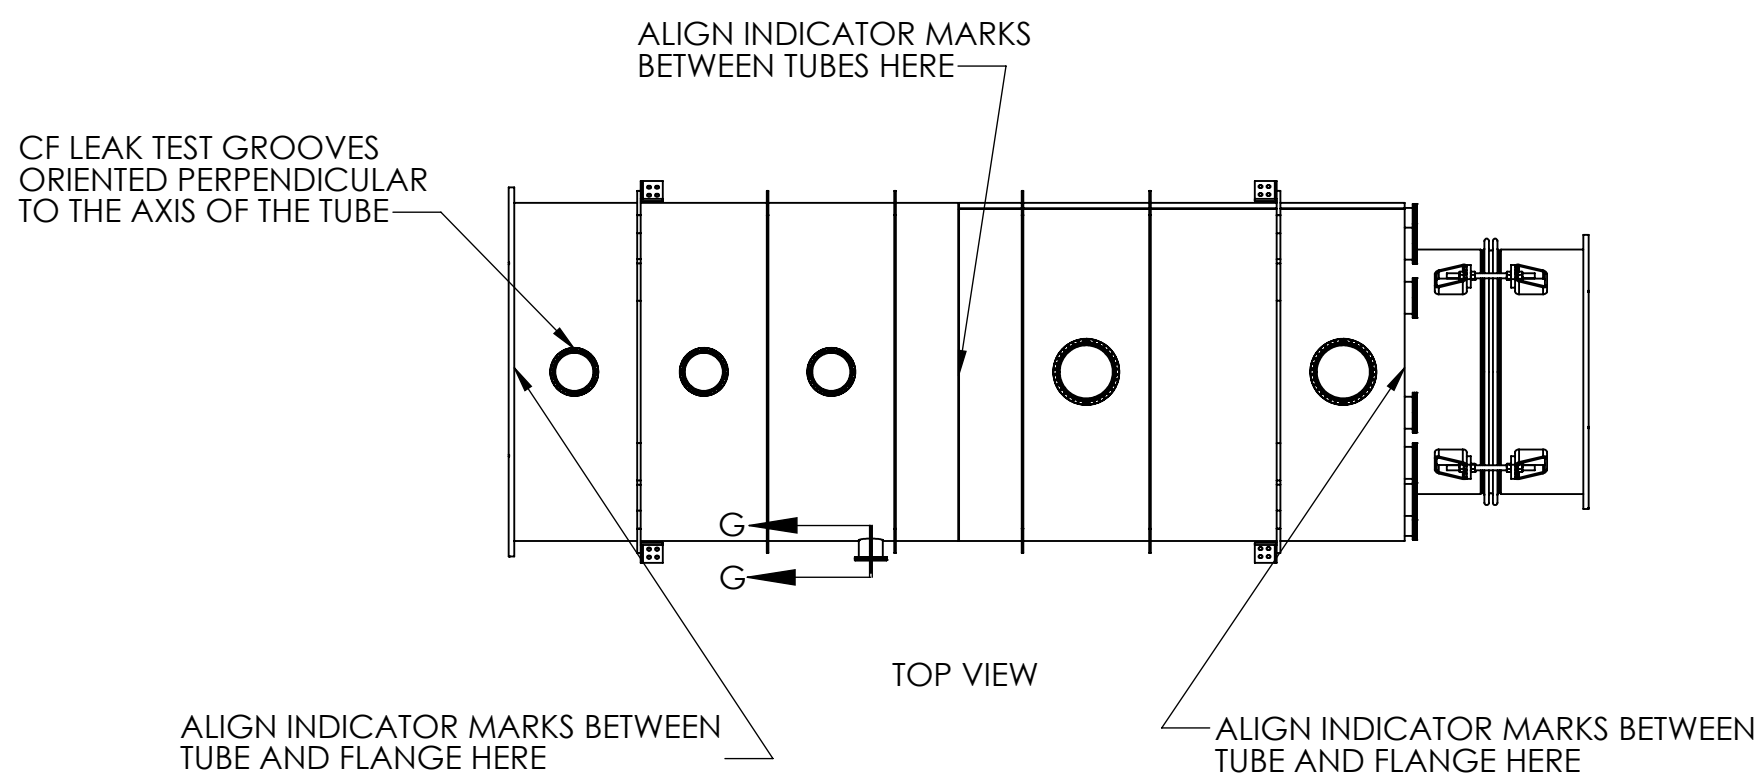 ALIGN INDICATOR MARKS
BETWEEN TUBES HERE
CF LEAK TEST GROOVES
ORIENTED PERPENDICULAR
TO THE AXIS OF THE TUBE
G
G
TOP VIEW
ALIGN INDICATOR MARKS BETWEEN
TUBE AND FLANGE HERE
ALIGN INDICATOR MARKS BETWEEN
TUBE AND FLANGE HERE